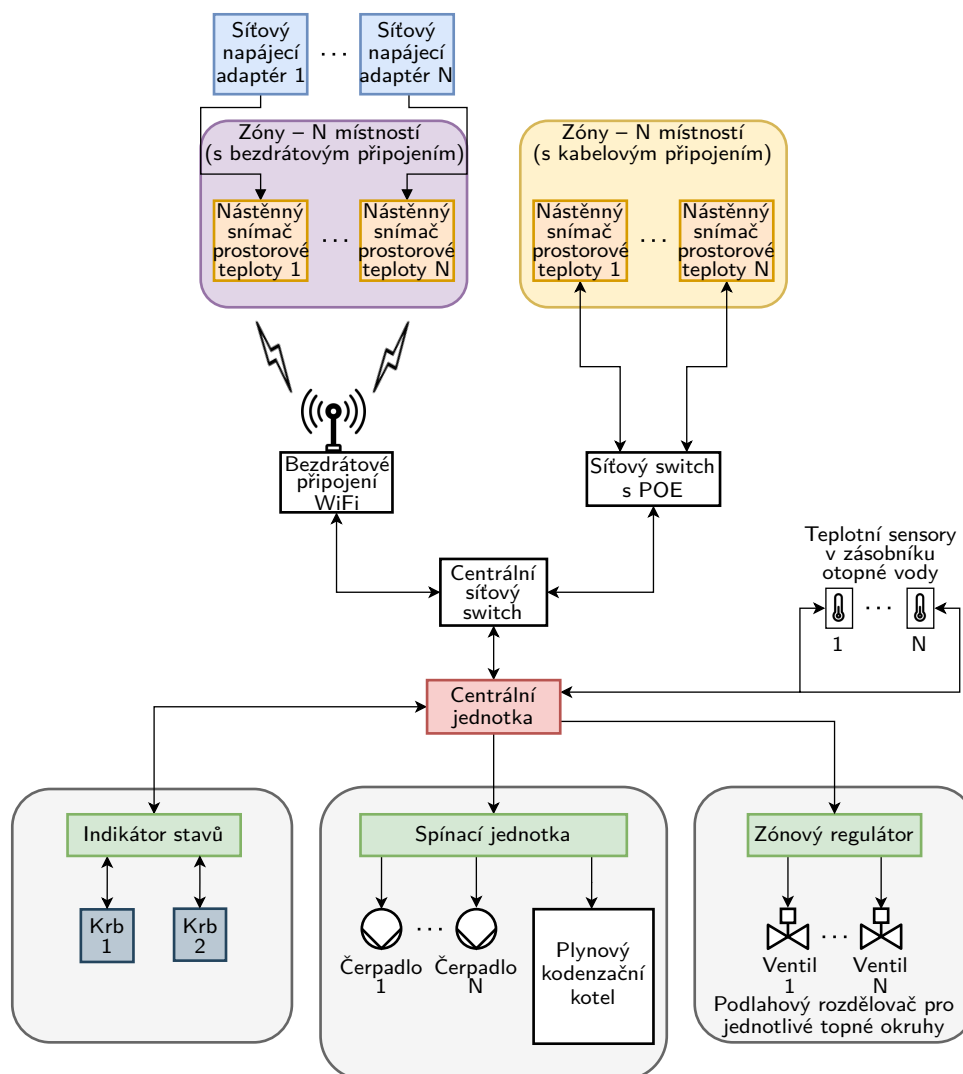 Síťový
napájecí
adaptér 1
...
Síťový
napájecí
adaptér N
Zóny – N místností
(s bezdrátovým připojením)
Nástěnný
snímač
prostorové
teploty 1
...
Nástěnný
snímač
prostorové
teploty N
Zóny – N místností
(s kabelovým připojením)
Nástěnný
snímač
prostorové
teploty 1
...
Nástěnný
snímač
prostorové
teploty N
Bezdrátové
připojení
WiFi
Síťový switch
s POE
Centrální
síťový
switch
Teplotní sensory
v zásobníku
otopné vody
...
1
N
Centrální
jednotka
Indikátor stavů
Krb
1
Krb
2
Spínací jednotka
...
Čerpadlo
1
Čerpadlo
N
Plynový
kodenzační
kotel
Zónový regulátor
...
Ventil
1
Ventil
N
Podlahový rozdělovač pro
jednotlivé topné okruhy